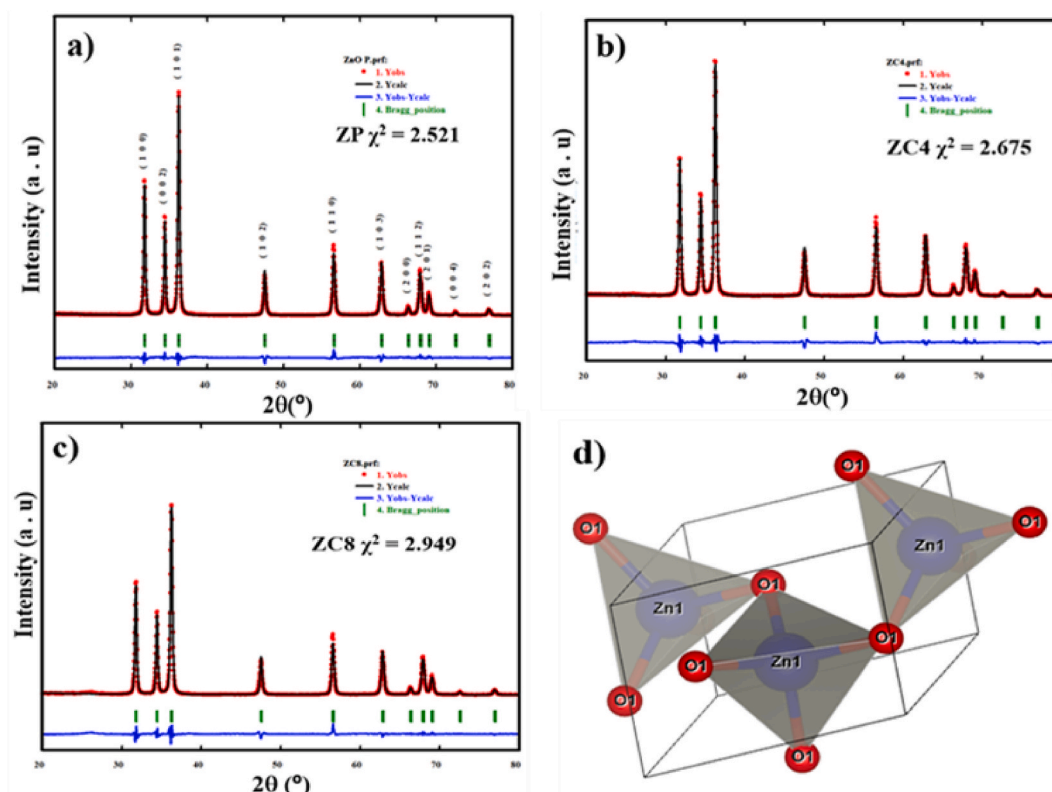 a)
ZnO P.prf:
1. Yobs
2. Ycalc
3. Yobs-Ycalc
4. Bragg_position
ZP χ² = 2.521
(1 0 0)
(0 0 2)
(1 0 1)
(1 0 2)
(1 1 0)
(1 0 3)
(2 0 0)
(1 1 2)
(2 0 1)
(0 0 4)
(2 0 2)
Intensity (a . u)
20 30 40 50 60 70 80
2θ(°)
b)
ZC4.prf:
1. Yobs
2. Ycalc
3. Yobs-Ycalc
4. Bragg_position
ZC4 χ² = 2.675
Intensity (a . u)
20 30 40 50 60 70
2θ(°)
c)
ZC8.prf:
1. Yobs
2. Ycalc
3. Yobs-Ycalc
4. Bragg_position
ZC8 χ² = 2.949
Intensity (a . u)
20 30 40 50 60 70 80
2θ (°)
d)
O1
O1
O1
Zn1
O1
Zn1
O1
O1
Zn1
O1
O1